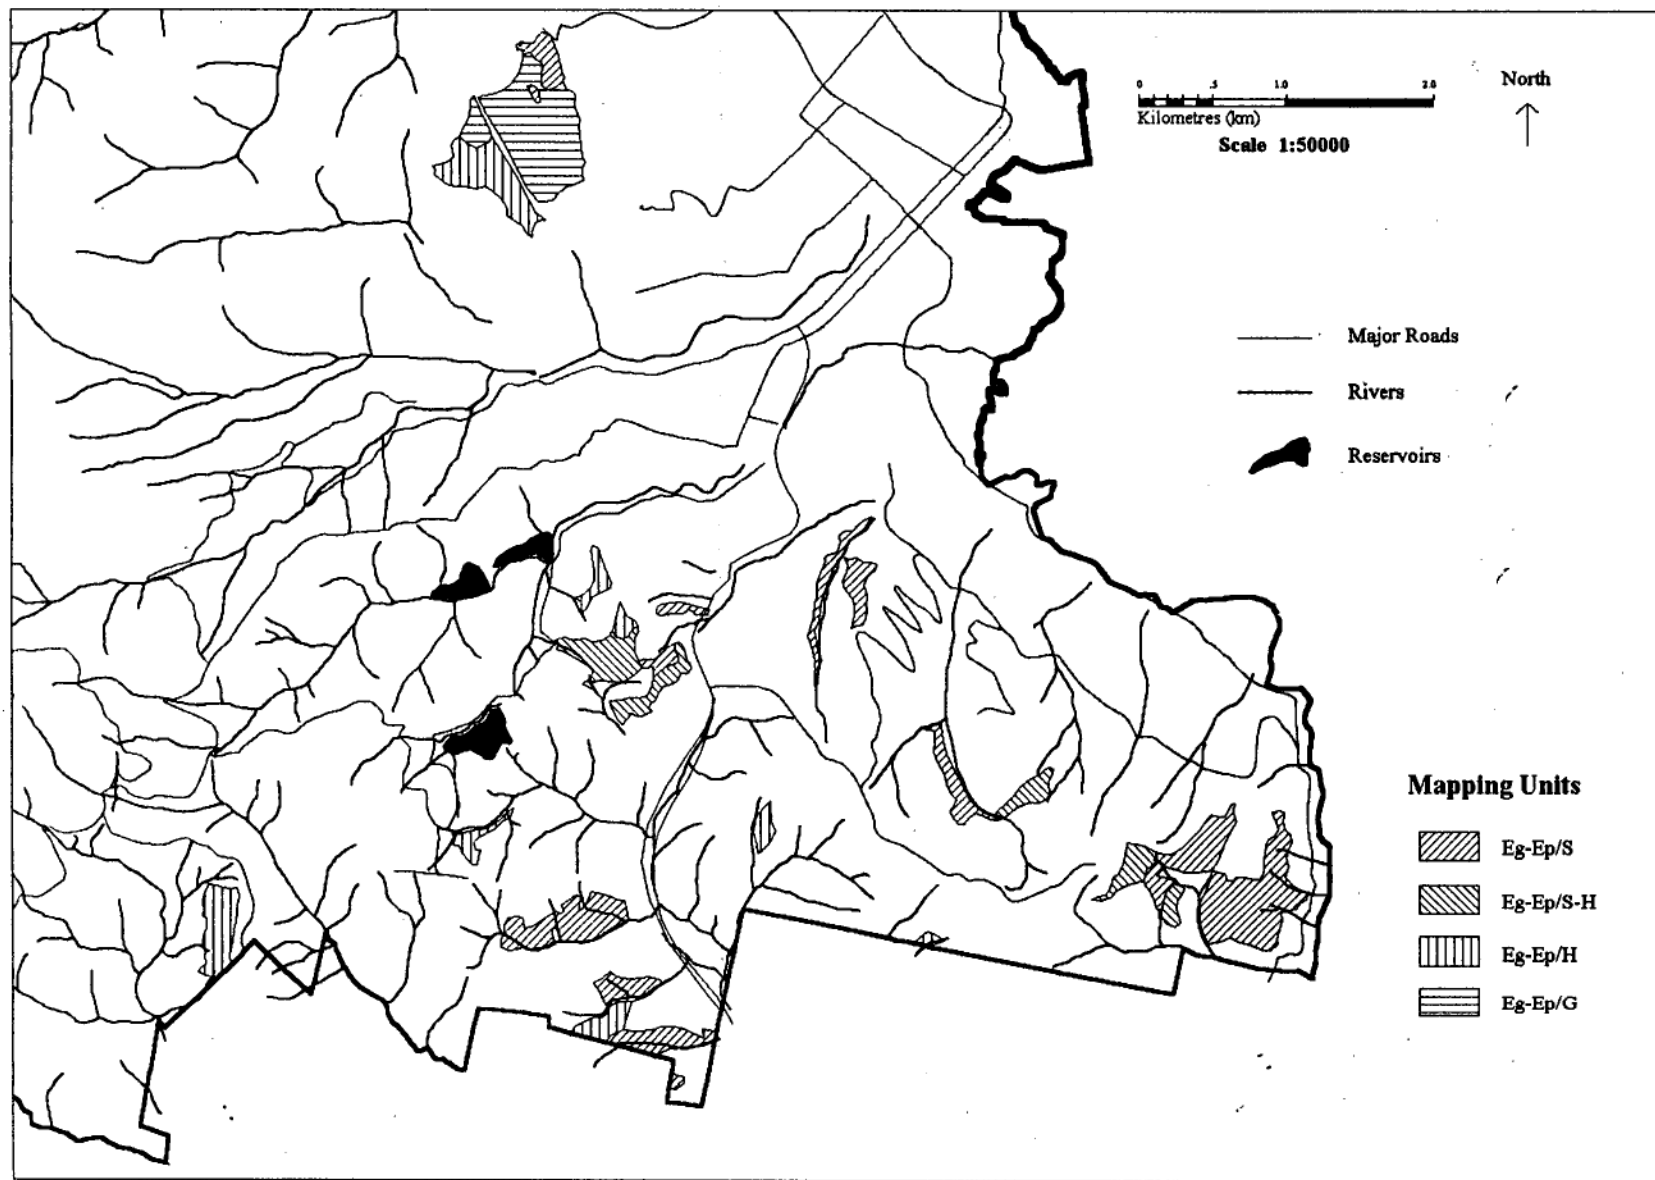 0 .5 1.0 2.0
Kilometres (km)
Scale 1:50000
North
Major Roads
Rivers
Reservoirs
Mapping Units
Eg-Ep/S
Eg-Ep/S-H
Eg-Ep/H
Eg-Ep/G